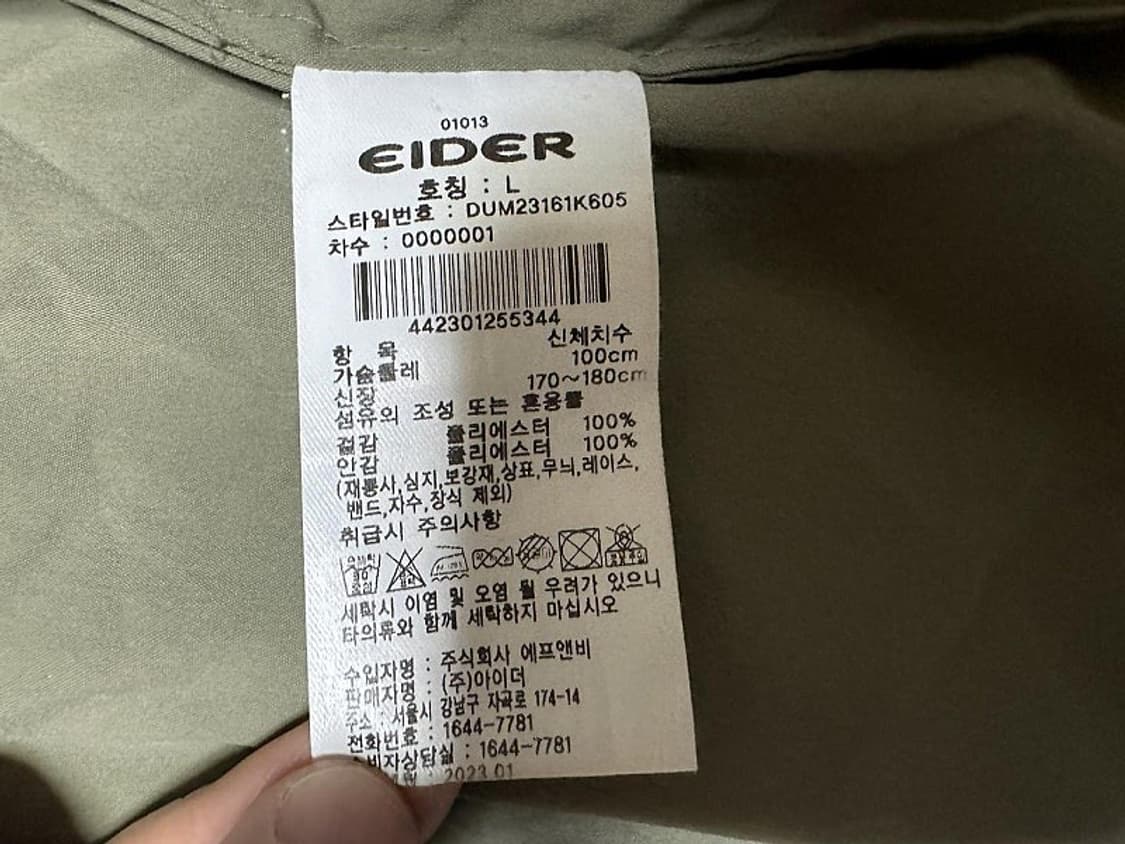 01013
EIDER
호칭 : L
스타일번호 : DUM23161K605
차수 : 0000001
442301255344
항 목 신체치수
가슴둘레 100cm
신장 170~180cm
섬유의 조성 또는 혼용률
겉감 폴리에스터 100%
안감 폴리에스터 100%
(재봉사,심지,보강재,상표,무늬,레이스,
밴드,자수,장식 제외)
취급시 주의사항
세탁시 이염 및 오염 될 우려가 있으니
타의류와 함께 세탁하지 마십시오
수입자명 : 주식회사 에프앤비
판매자명 : (주)아이더
주소 : 서울시 강남구 자곡로 174-14
전화번호 : 1644-7781
소비자상담실 : 1644-7781
2023.01